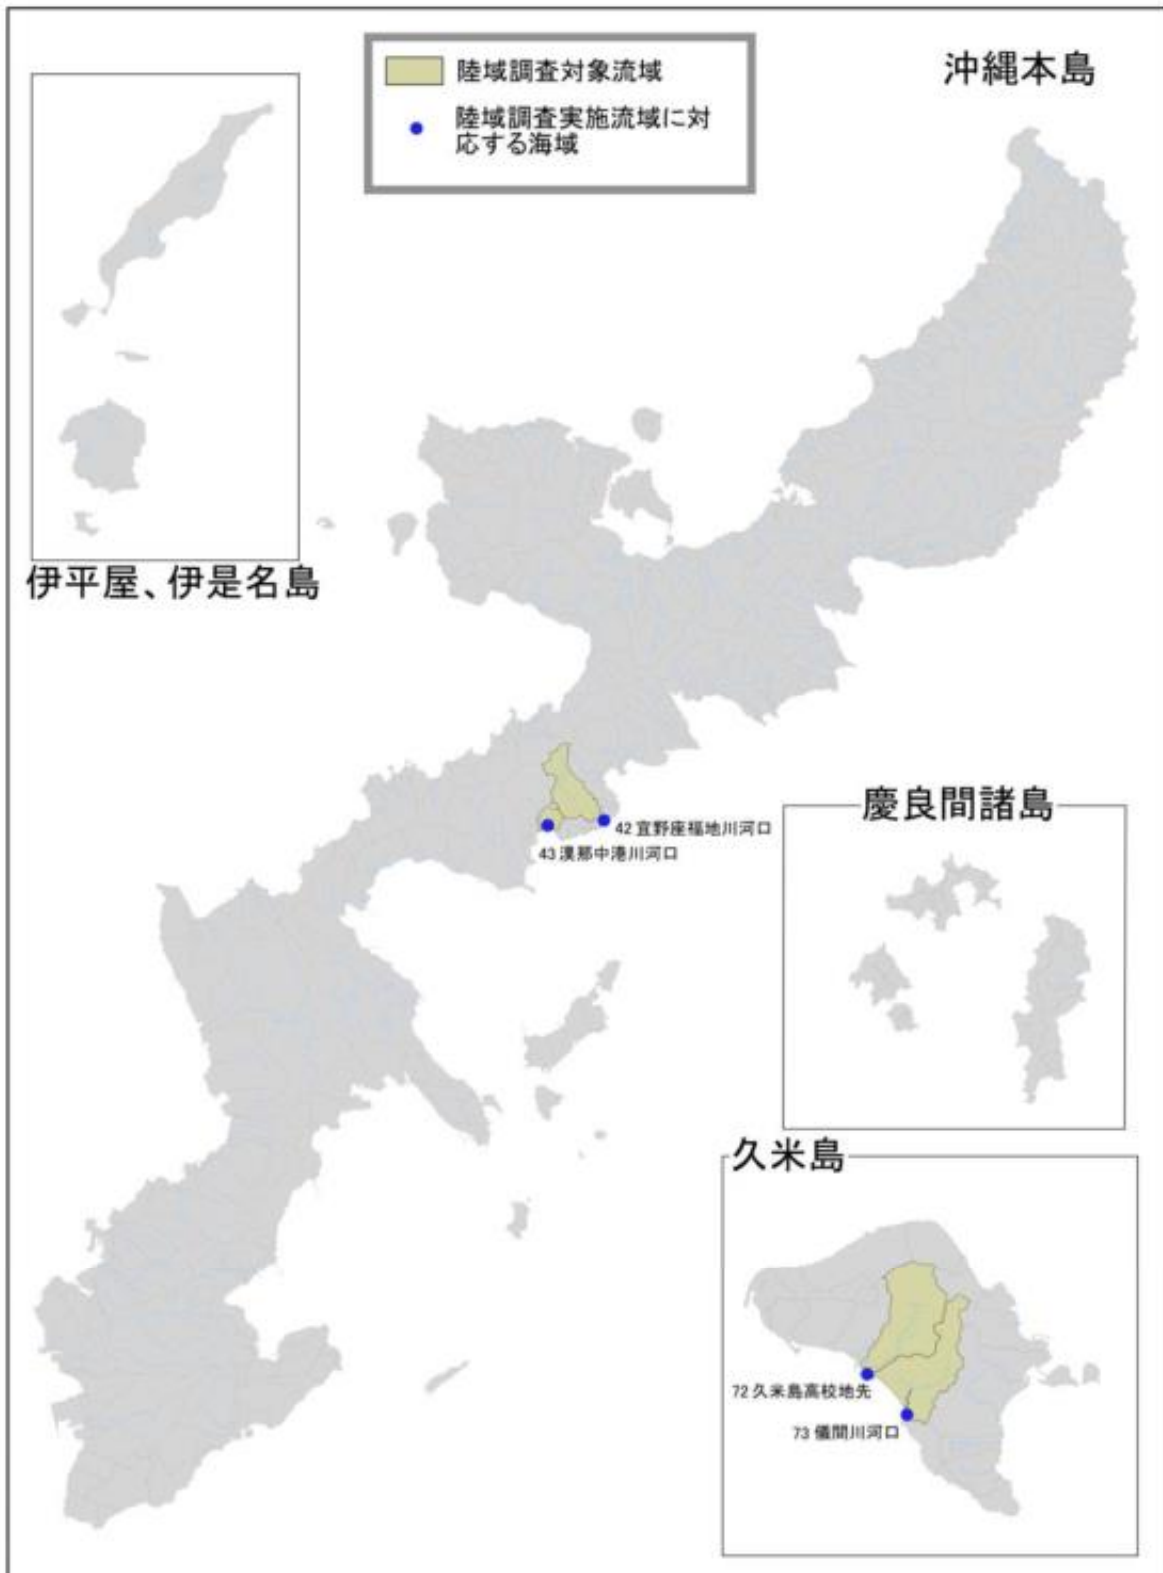 沖縄本島
陸域調査対象流域
陸域調査実施流域に対
応する海域
伊平屋、伊是名島
42 宜野座福地川河口
43 漢那中港川河口
慶良間諸島
久米島
72 久米島高校地先
73 儀間川河口